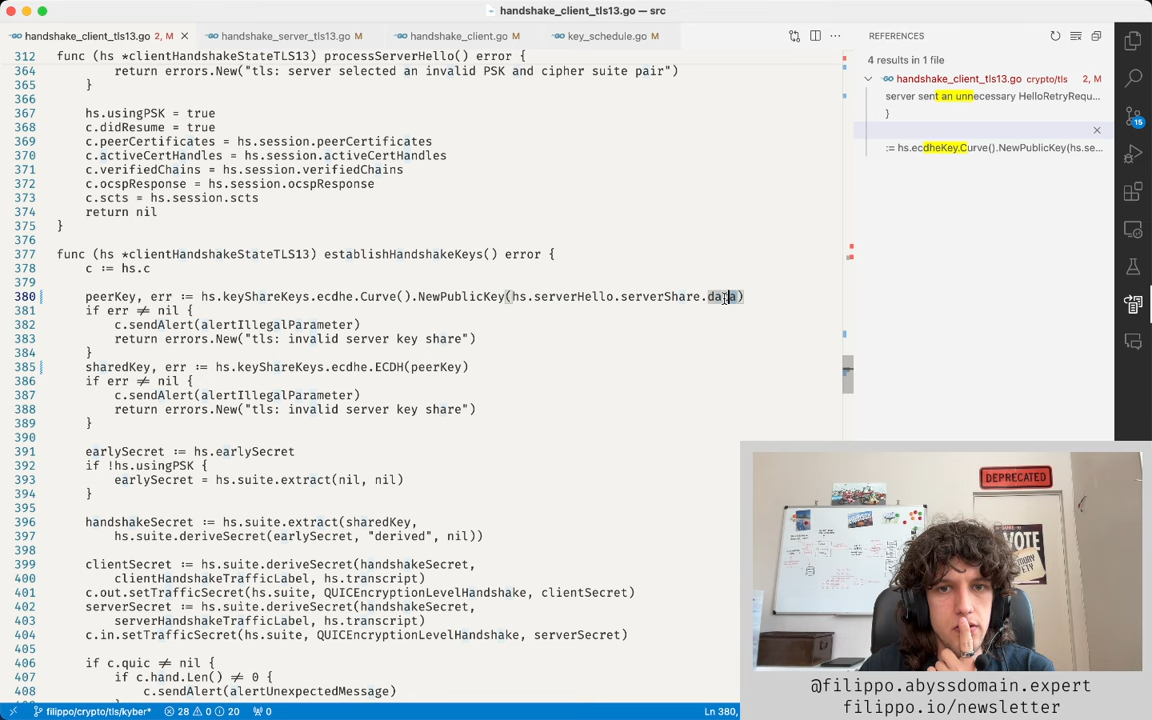 handshake_client_tls13.go — src
handshake_client_tls13.go 2, M
handshake_server_tls13.go
handshake_client.go
key_schedule.go
312 func (hs *clientHandshakeStateTLS13) processServerHello() error {
364 return errors.New("tls: server selected an invalid PSK and cipher suite pair")
365 }
366
367 hs.usingPSK = true
368 c.didResume = true
369 c.peerCertificates = hs.session.peerCertificates
370 c.activeCertHandles = hs.session.activeCertHandles
371 c.verifiedChains = hs.session.verifiedChains
372 c.ocspResponse = hs.session.ocspResponse
373 c.scts = hs.session.scts
374 return nil
375 }
376
377 func (hs *clientHandshakeStateTLS13) establishHandshakeKeys() error {
378 c := hs.c
379
380 peerKey, err := hs.keyShareKeys.ecdhe.Curve().NewPublicKey(hs.serverHello.serverShare.data)
381 if err ≠ nil {
382 c.sendAlert(alertIllegalParameter)
383 return errors.New("tls: invalid server key share")
384 }
385 sharedKey, err := hs.keyShareKeys.ecdhe.ECDH(peerKey)
386 if err ≠ nil {
387 c.sendAlert(alertIllegalParameter)
388 return errors.New("tls: invalid server key share")
389 }
390
391 earlySecret := hs.earlySecret
392 if !hs.usingPSK {
393 earlySecret = hs.suite.extract(nil, nil)
394 }
395
396 handshakeSecret := hs.suite.extract(sharedKey,
397 hs.suite.deriveSecret(earlySecret, "derived", nil))
398
399 clientSecret := hs.suite.deriveSecret(handshakeSecret,
400 clientHandshakeTrafficLabel, hs.transcript)
401 c.out.setTrafficSecret(hs.suite, QUICEncryptionLevelHandshake, clientSecret)
402 serverSecret := hs.suite.deriveSecret(handshakeSecret,
403 serverHandshakeTrafficLabel, hs.transcript)
404 c.in.setTrafficSecret(hs.suite, QUICEncryptionLevelHandshake, serverSecret)
405
406 if c.quic ≠ nil {
407 if c.hand.Len() ≠ 0 {
408 c.sendAlert(alertUnexpectedMessage)
REFERENCES
4 results in 1 file
handshake_client_tls13.go crypto/tls 2, M
server sent an unnecessary HelloRetryRequ...
}
:= hs.ecdheKey.Curve().NewPublicKey(hs.se...
15
DEPRECATED
VOTE
@filippo.abyssdomain.expert
filippo.io/newsletter
filippo/crypto/tls/kyber* 28 0 20 0 Ln 380,